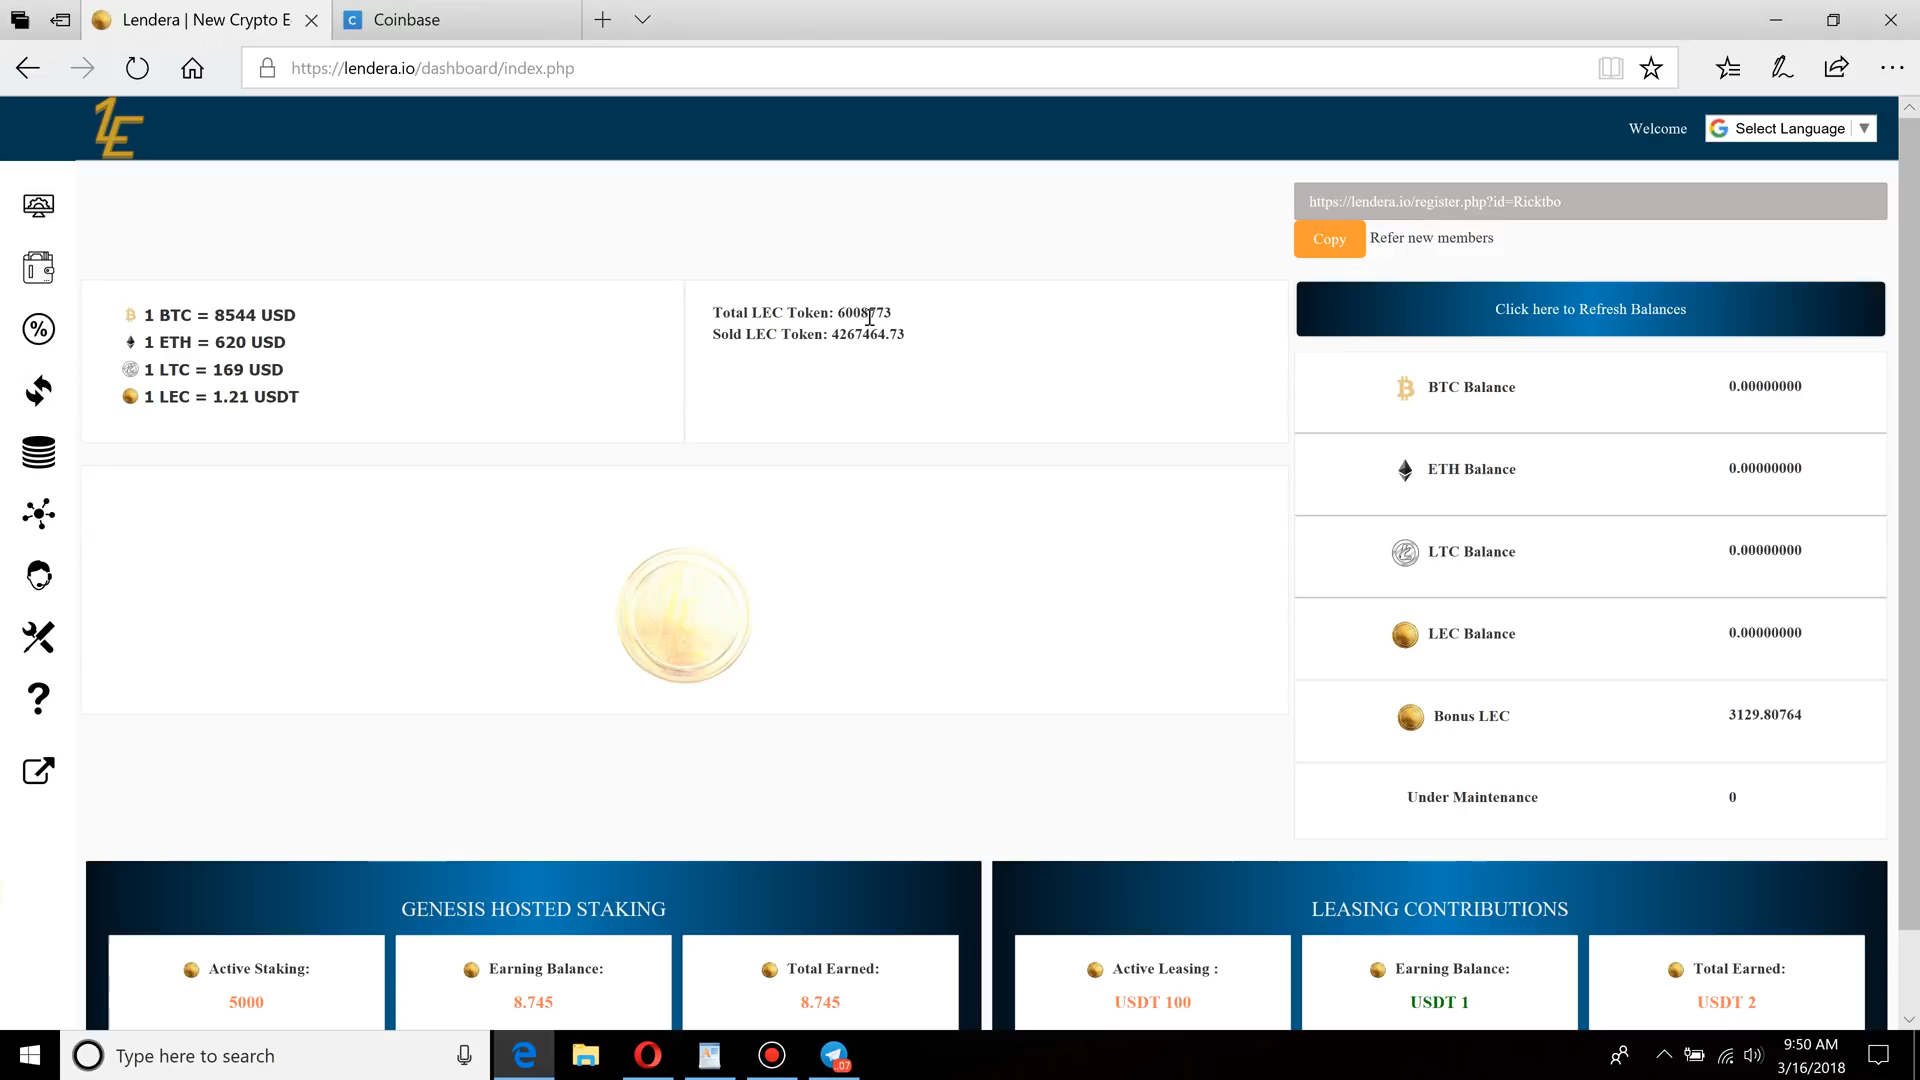 Lendera | New Crypto E
Coinbase
https://lendera.io/dashboard/index.php
Welcome
Select Language
https://lendera.io/register.php?id=Ricktbo
Copy
Refer new members
1 BTC = 8544 USD
1 ETH = 620 USD
1 LTC = 169 USD
1 LEC = 1.21 USDT
Total LEC Token: 6008773
Sold LEC Token: 4267464.73
Click here to Refresh Balances
BTC Balance 0.00000000
ETH Balance 0.00000000
LTC Balance 0.00000000
LEC Balance 0.00000000
Bonus LEC 3129.80764
Under Maintenance 0
GENESIS HOSTED STAKING
Active Staking:
5000
Earning Balance:
8.745
Total Earned:
8.745
LEASING CONTRIBUTIONS
Active Leasing :
USDT 100
Earning Balance:
USDT 1
Total Earned:
USDT 2
Type here to search
.07
9:50 AM
3/16/2018